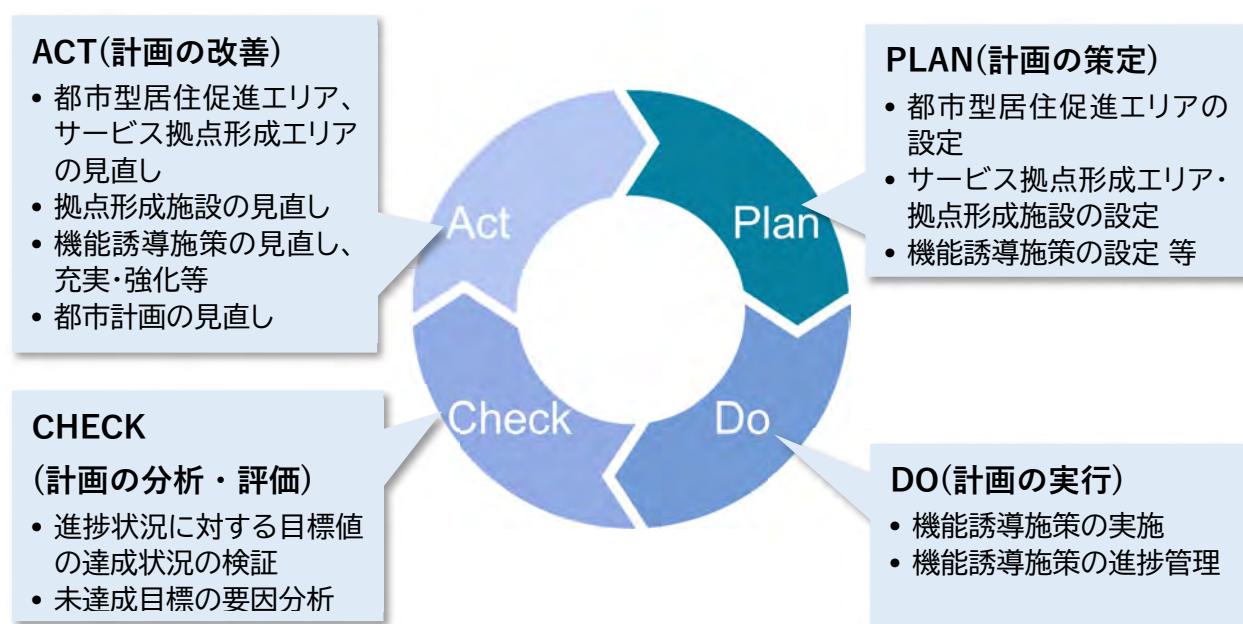 ACT(計画の改善)
• 都市型居住促進エリア、
サービス拠点形成エリア
の見直し
• 拠点形成施設の見直し
• 機能誘導施策の見直し、
充実・強化等
• 都市計画の見直し
PLAN(計画の策定)
• 都市型居住促進エリアの
設定
• サービス拠点形成エリア・
拠点形成施設の設定
• 機能誘導施策の設定 等
Act
Plan
Check
Do
CHECK
(計画の分析・評価)
• 進捗状況に対する目標値
の達成状況の検証
• 未達成目標の要因分析
DO(計画の実行)
• 機能誘導施策の実施
• 機能誘導施策の進捗管理